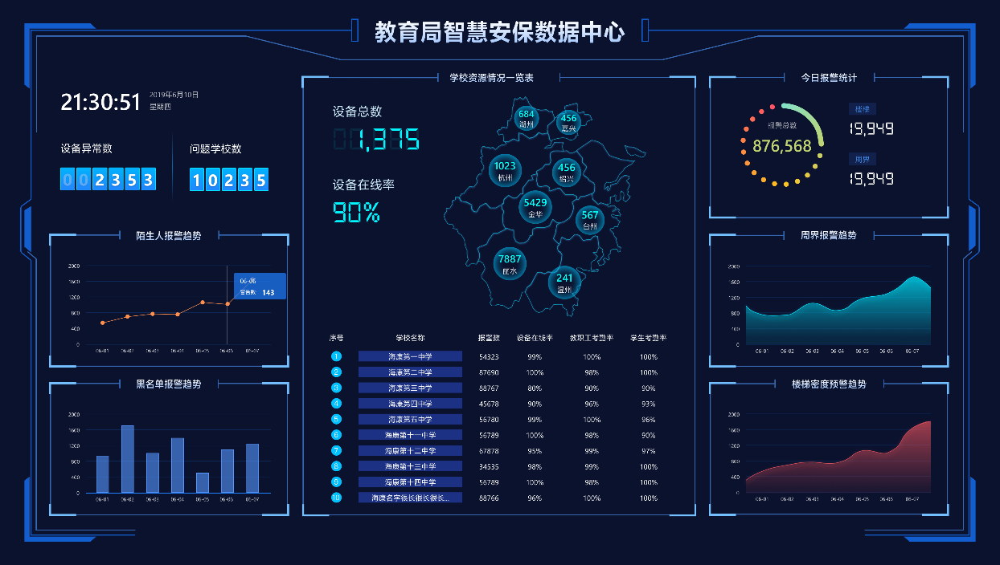 教育局智慧安保数据中心
21:30:51
2019年6月10日
星期四
设备异常数
002353
问题学校数
10235
陌生人报警趋势
2000
1600
1200
800
400
0
06-01 06-02 06-03 06-04 06-05 06-06 06-07
06-06
警告数 143
黑名单报警趋势
2000
1600
1200
800
400
0
06-01 06-02 06-03 06-04 06-05 06-06 06-07
学校资源情况一览表
设备总数
1,375
设备在线率
90%
684
湖州
456
嘉兴
1023
杭州
456
绍兴
5429
金华
567
台州
7887
丽水
241
温州
序号 学校名称 报警数 设备在线率 教职工考勤率 学生考勤率
1 海康第一中学 54323 99% 100% 100%
2 海康第二中学 87690 100% 98% 100%
3 海康第三中学 88767 80% 90% 90%
4 海康第四中学 45678 90% 96% 93%
5 海康第五中学 56780 99% 100% 96%
6 海康第十一中学 56789 100% 98% 90%
7 海康第十二中学 67878 95% 99% 97%
8 海康第十三中学 34535 98% 99% 100%
9 海康第十四中学 56789 100% 98% 100%
10 海康名字很长很长很长... 88766 96% 100% 100%
今日报警统计
报警总数
876,568
楼梯
19,949
周界
19,949
周界报警趋势
2000
1600
1200
800
400
0
06-01 06-02 06-03 06-04 06-05 06-06 06-07
楼梯密度预警趋势
2000
1600
1200
800
400
0
06-01 06-02 06-03 06-04 06-05 06-06 06-07